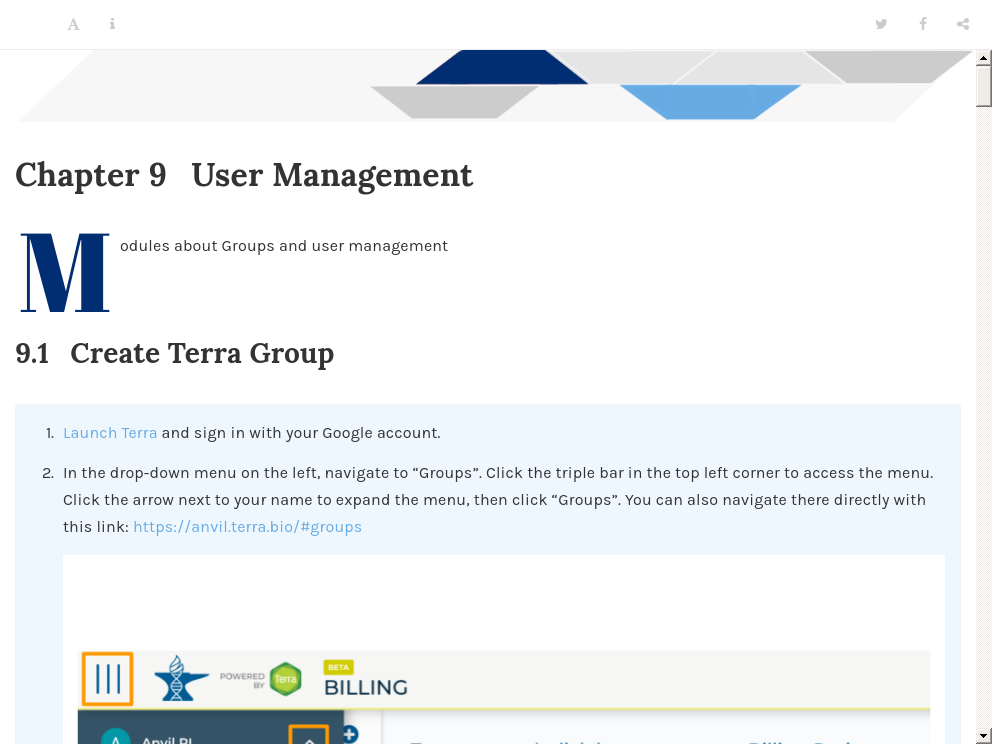 Chapter 9 User Management
Modules about Groups and user management
9.1 Create Terra Group
1. Launch Terra and sign in with your Google account.
2. In the drop-down menu on the left, navigate to “Groups”. Click the triple bar in the top left corner to access the menu.
Click the arrow next to your name to expand the menu, then click “Groups”. You can also navigate there directly with
this link: https://anvil.terra.bio/#groups
POWERED
BY
Terra
BETA
BILLING
A
Anvil PI